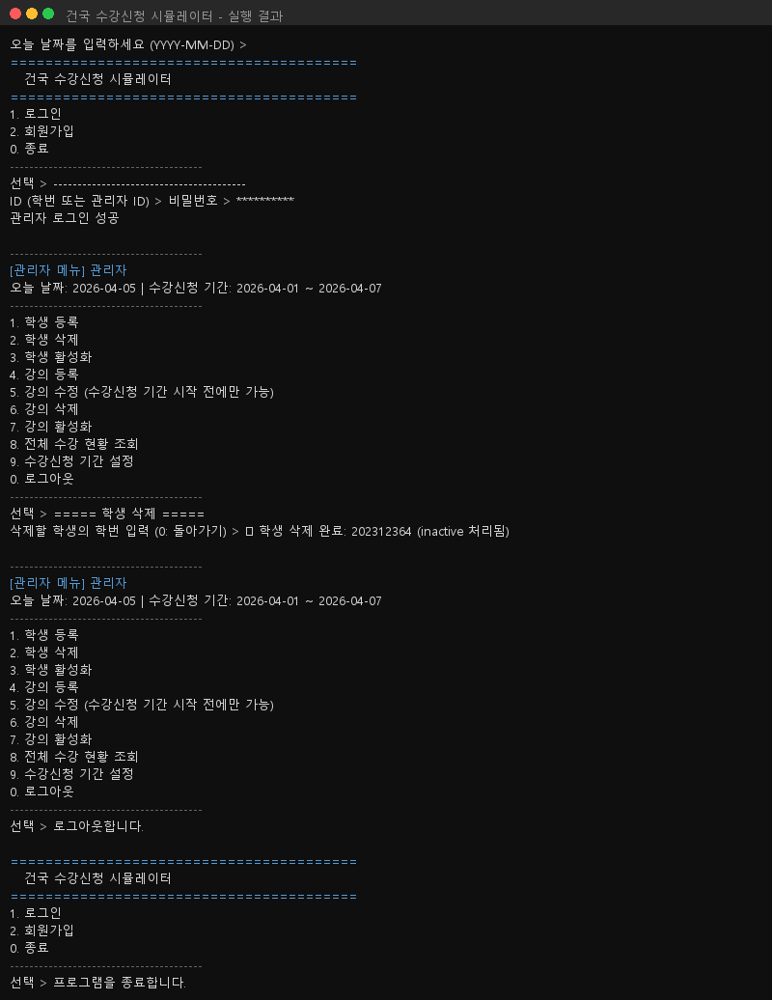 건국 수강신청 시뮬레이터 - 실행 결과
오늘 날짜를 입력하세요 (YYYY-MM-DD) >
========================================
건국 수강신청 시뮬레이터
========================================
1. 로그인
2. 회원가입
0. 종료
----------------------------------------
선택 > ----------------------------------------
ID (학번 또는 관리자 ID) > 비밀번호 > **********
관리자 로그인 성공
----------------------------------------
[관리자 메뉴] 관리자
오늘 날짜: 2026-04-05 | 수강신청 기간: 2026-04-01 ~ 2026-04-07
----------------------------------------
1. 학생 등록
2. 학생 삭제
3. 학생 활성화
4. 강의 등록
5. 강의 수정 (수강신청 기간 시작 전에만 가능)
6. 강의 삭제
7. 강의 활성화
8. 전체 수강 현황 조회
9. 수강신청 기간 설정
0. 로그아웃
----------------------------------------
선택 > ===== 학생 삭제 =====
삭제할 학생의 학번 입력 (0: 돌아가기) > 학생 삭제 완료: 202312364 (inactive 처리됨)
----------------------------------------
[관리자 메뉴] 관리자
오늘 날짜: 2026-04-05 | 수강신청 기간: 2026-04-01 ~ 2026-04-07
----------------------------------------
1. 학생 등록
2. 학생 삭제
3. 학생 활성화
4. 강의 등록
5. 강의 수정 (수강신청 기간 시작 전에만 가능)
6. 강의 삭제
7. 강의 활성화
8. 전체 수강 현황 조회
9. 수강신청 기간 설정
0. 로그아웃
----------------------------------------
선택 > 로그아웃합니다.
========================================
건국 수강신청 시뮬레이터
========================================
1. 로그인
2. 회원가입
0. 종료
----------------------------------------
선택 > 프로그램을 종료합니다.